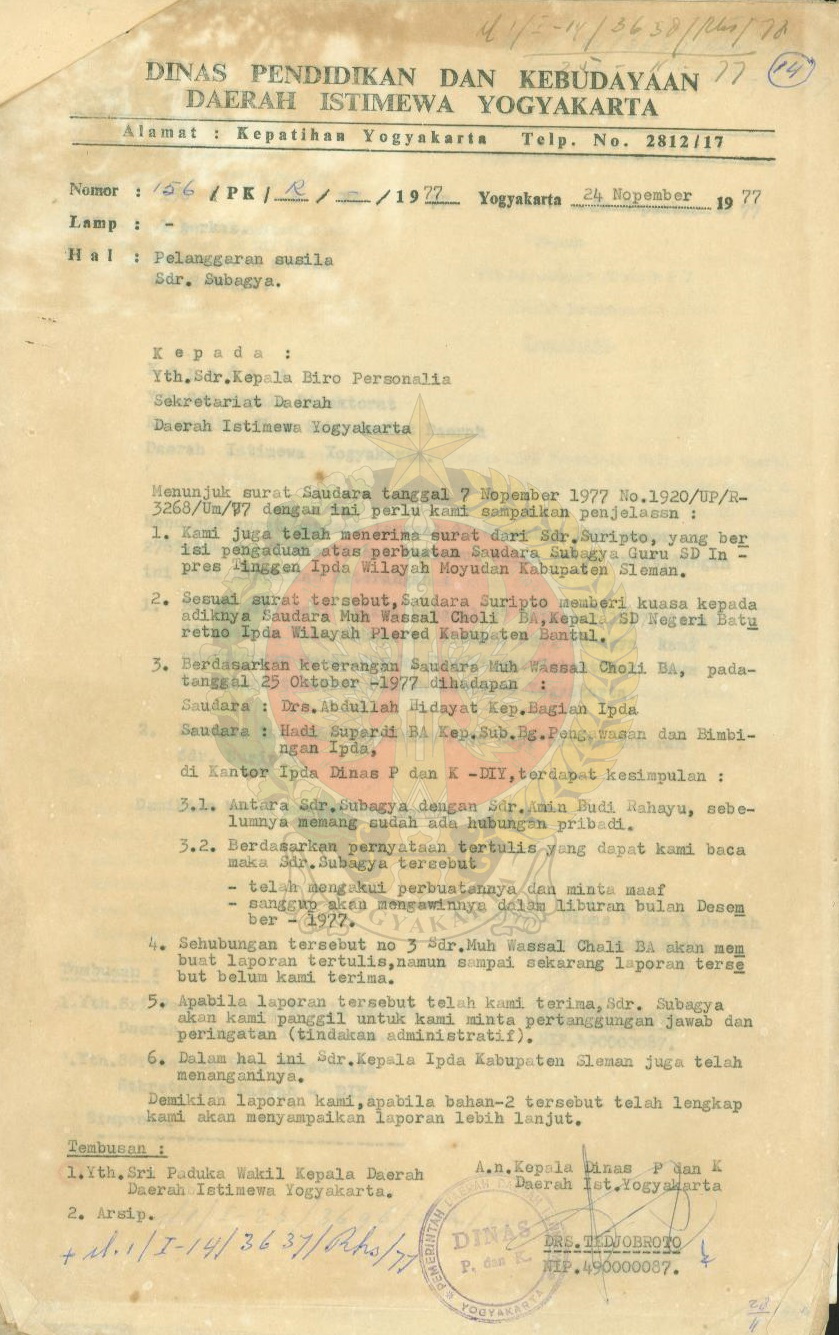 14
DINAS PENDIDIKAN DAN KEBUDAYAAN
DAERAH ISTIMEWA YOGYAKARTA
Alamat : Kepatihan Yogyakarta Telp. No. 2812/17
Nomor : 156 / PK / R / - / 1977 Yogyakarta 24 Nopember 1977
Lamp : -
Hal : Pelanggaran susila
Sdr. Subagya.
Kepada :
Yth.Sdr.Kepala Biro Personalia
Sekretariat Daerah
Daerah Istimewa Yogyakarta
Menunjuk surat Saudara tanggal 7 Nopember 1977 No.1920/UP/R-
3268/Um/77 dengan ini perlu kami sampaikan penjelassn :
1. Kami juga telah menerima surat dari Sdr.Suripto, yang ber
isi pengaduan atas perbuatan Saudara Subagya Guru SD In -
pres Tinggen Ipda Wilayah Moyudan Kabupaten Sleman.
2. Sesuai surat tersebut,Saudara Suripto memberi kuasa kepada
adiknya Saudara Muh Wassal Choli BA,Kepala SD Negeri Batu
retno Ipda Wilayah Plered Kabupaten Bantul.
3. Berdasarkan keterangan Saudara Muh Wassal Choli BA, pada-
tanggal 25 Oktober -1977 dihadapan :
Saudara : Drs.Abdullah Hidayat Kep.Bagian Ipda
Saudara : Hadi Supardi BA Kep.Sub.Bg.Pengawasan dan Bimbi-
ngan Ipda,
di Kantor Ipda Dinas P dan K -DIY,terdapat kesimpulan :
3.1. Antara Sdr.Subagya dengan Sdr.Amin Budi Rahayu, sebe-
lumnya memang sudah ada hubungan pribadi.
3.2. Berdasarkan pernyataan tertulis yang dapat kami baca
maka Sdr.Subagya tersebut
- telah mengakui perbuatannya dan minta maaf
- sanggup akan mengawinnya dalam liburan bulan Desem
ber - 1977.
4. Sehubungan tersebut no 3 Sdr.Muh Wassal Chali BA akan mem
buat laporan tertulis,namun sampai sekarang laporan terse
but belum kami terima.
5. Apabila laporan tersebut telah kami terima,Sdr. Subagya
akan kami panggil untuk kami minta pertanggungan jawab dan
peringatan (tindakan administratif).
6. Dalam hal ini Sdr.Kepala Ipda Kabupaten Sleman juga telah
menanganinya.
Demikian laporan kami,apabila bahan-2 tersebut telah lengkap
kami akan menyampaikan laporan lebih lanjut.
Tembusan :
1.Yth.Sri Paduka Wakil Kepala Daerah
Daerah Istimewa Yogyakarta.
2. Arsip.
A.n.Kepala Dinas P dan K
Daerah Ist.Yogyakarta
DINAS
P. dan K.
PEMERINTAH DAERAH
YOGYAKARTA
DRS.TEDJOBROTO
NIP.490000087.